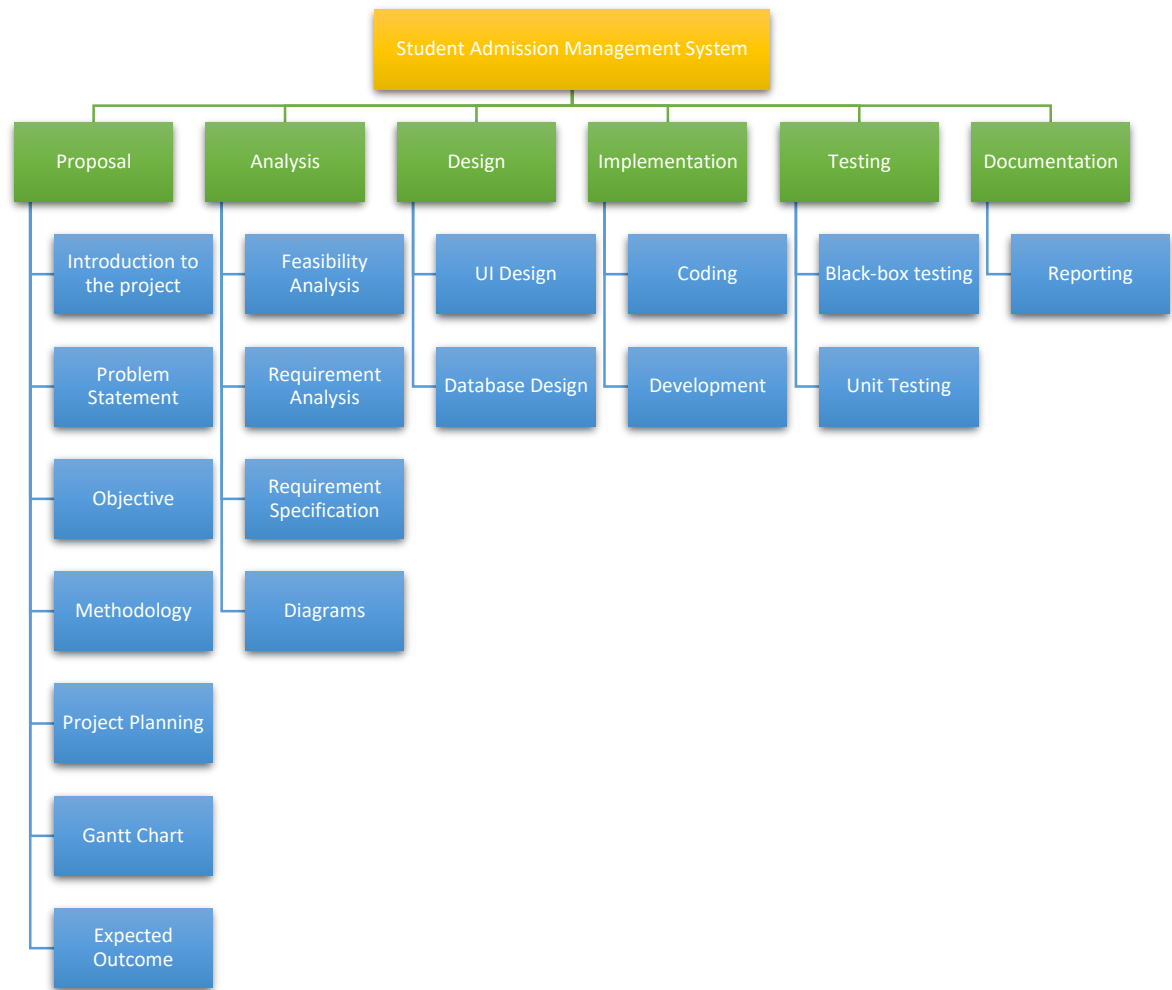 Student Admission Management System
Proposal
Analysis
Design
Implementation
Testing
Documentation
Introduction to
the project
Feasibility
Analysis
UI Design
Coding
Black-box testing
Reporting
Problem
Statement
Requirement
Analysis
Database Design
Development
Unit Testing
Objective
Requirement
Specification
Methodology
Diagrams
Project Planning
Gantt Chart
Expected
Outcome